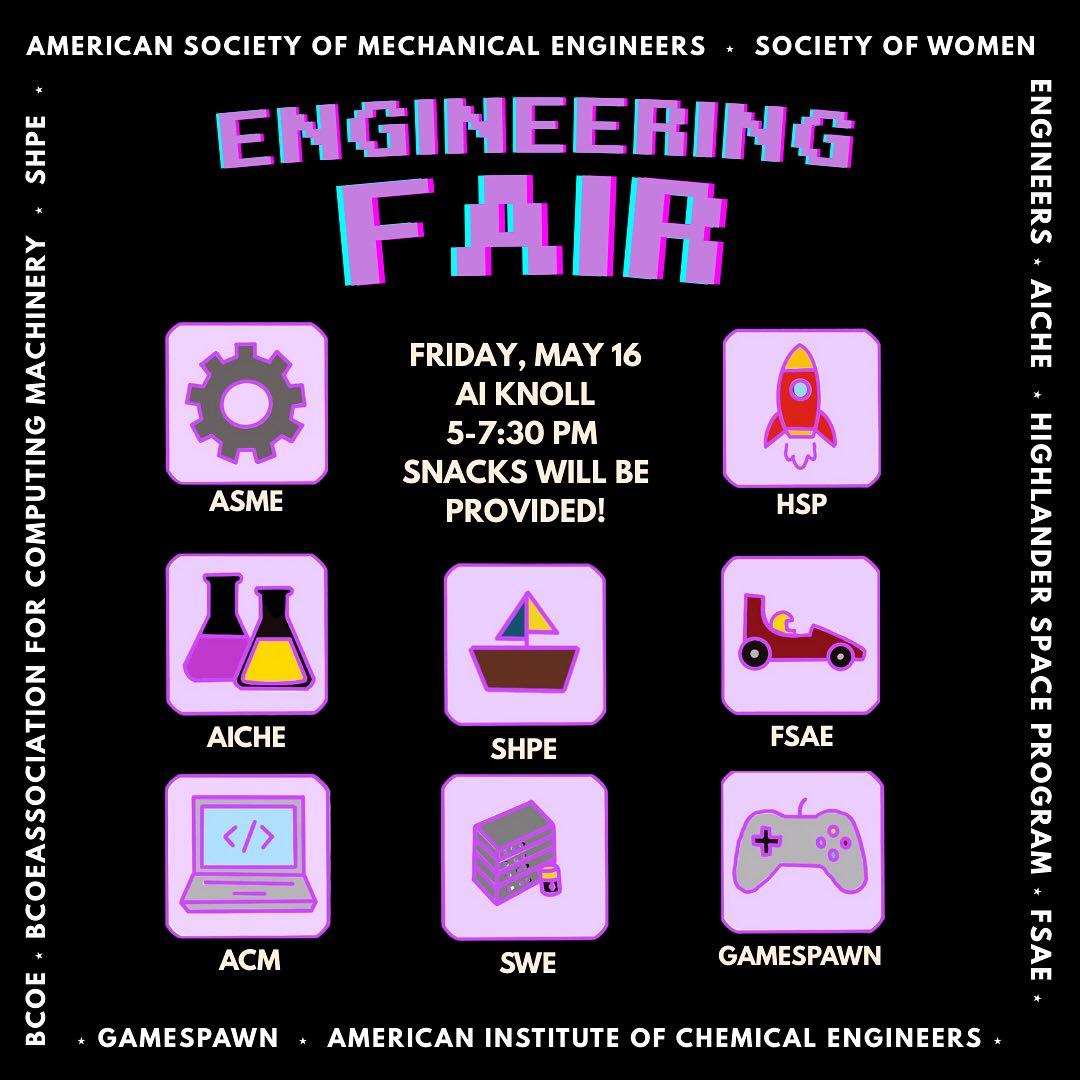 AMERICAN SOCIETY OF MECHANICAL ENGINEERS ⋆ SOCIETY OF WOMEN
ENGINEERS ⋆ AICHE ⋆ HIGHLANDER SPACE PROGRAM ⋆ FSAE ⋆
ENGINEERING
FAIR
FRIDAY, MAY 16
AI KNOLL
5-7:30 PM
SNACKS WILL BE
PROVIDED!
ASME
HSP
AICHE
SHPE
FSAE
</>
ACM
SWE
GAMESPAWN
⋆ GAMESPAWN ⋆ AMERICAN INSTITUTE OF CHEMICAL ENGINEERS ⋆
BCOE ⋆ BCOEASSOCIATION FOR COMPUTING MACHINERY ⋆ SHPE ⋆